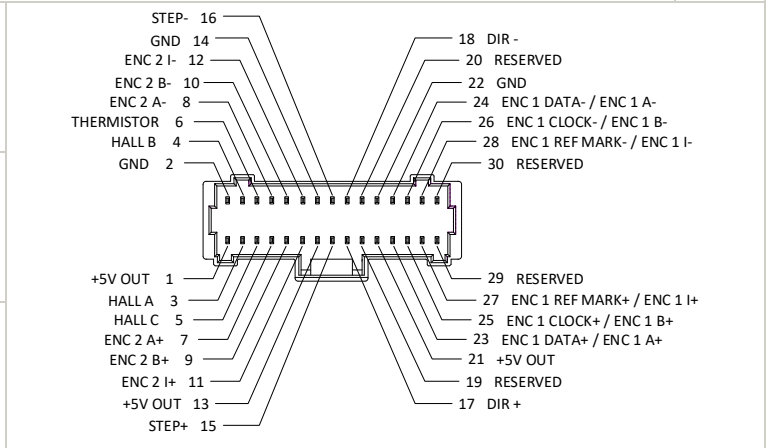 STEP- 16
GND 14
ENC 2 I- 12
ENC 2 B- 10
ENC 2 A- 8
THERMISTOR 6
HALL B 4
GND 2
18 DIR -
20 RESERVED
22 GND
24 ENC 1 DATA- / ENC 1 A-
26 ENC 1 CLOCK- / ENC 1 B-
28 ENC 1 REF MARK- / ENC 1 I-
30 RESERVED
+5V OUT 1
HALL A 3
HALL C 5
ENC 2 A+ 7
ENC 2 B+ 9
ENC 2 I+ 11
+5V OUT 13
STEP+ 15
29 RESERVED
27 ENC 1 REF MARK+ / ENC 1 I+
25 ENC 1 CLOCK+ / ENC 1 B+
23 ENC 1 DATA+ / ENC 1 A+
21 +5V OUT
19 RESERVED
17 DIR +